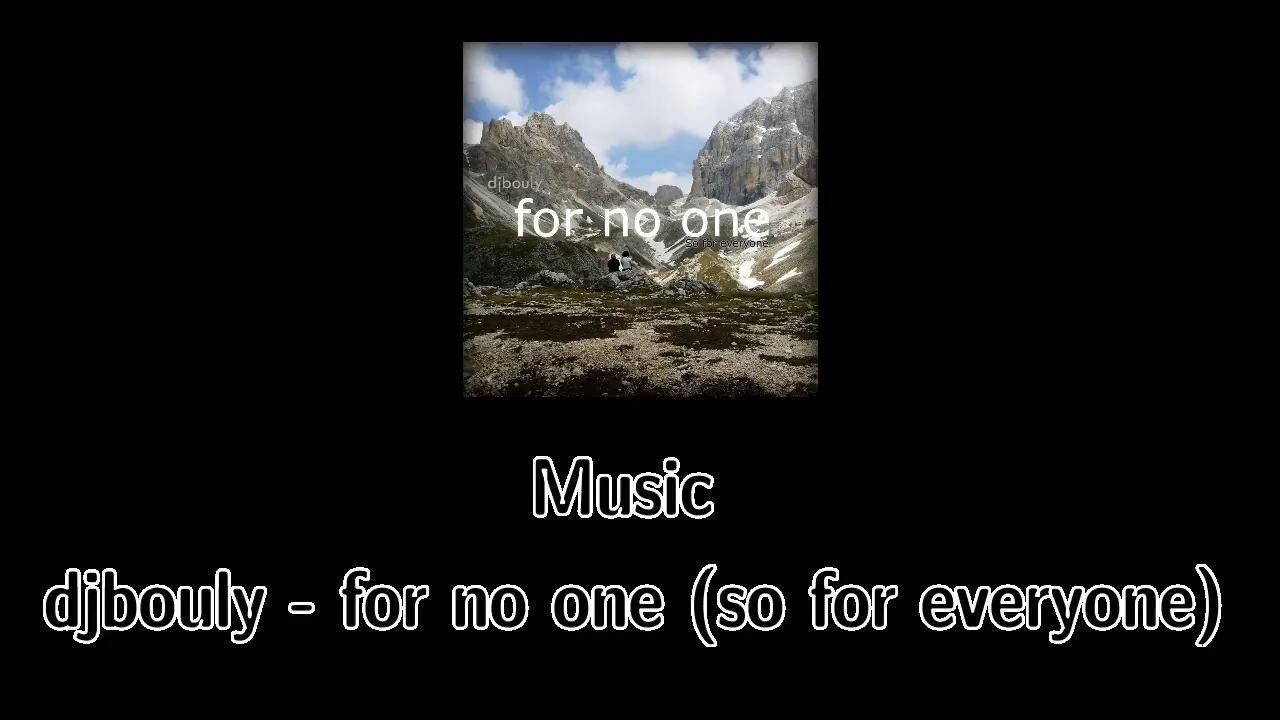 djbouly
for no one
So for everyone
Music
djbouly - for no one (so for everyone)